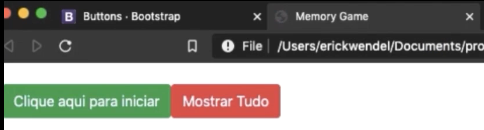 B Buttons · Bootstrap × Memory Game ×
File | /Users/erickwendel/Documents/pro
Clique aqui para iniciar Mostrar Tudo